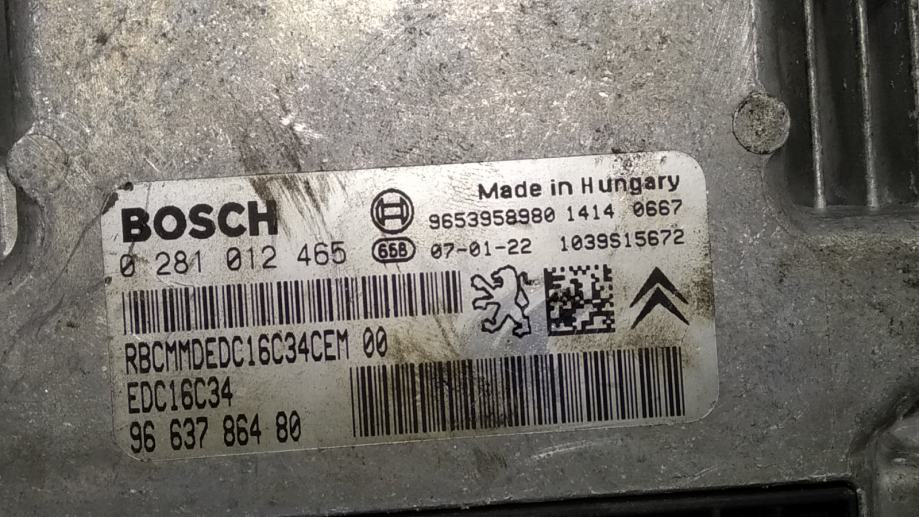 Made in Hungary
BOSCH
9653958980 1414 0667
0 281 012 465
668 07-01-22 1039S15672
RBCMMDEDC16C34CEM 00
EDC16C34
96 637 864 80